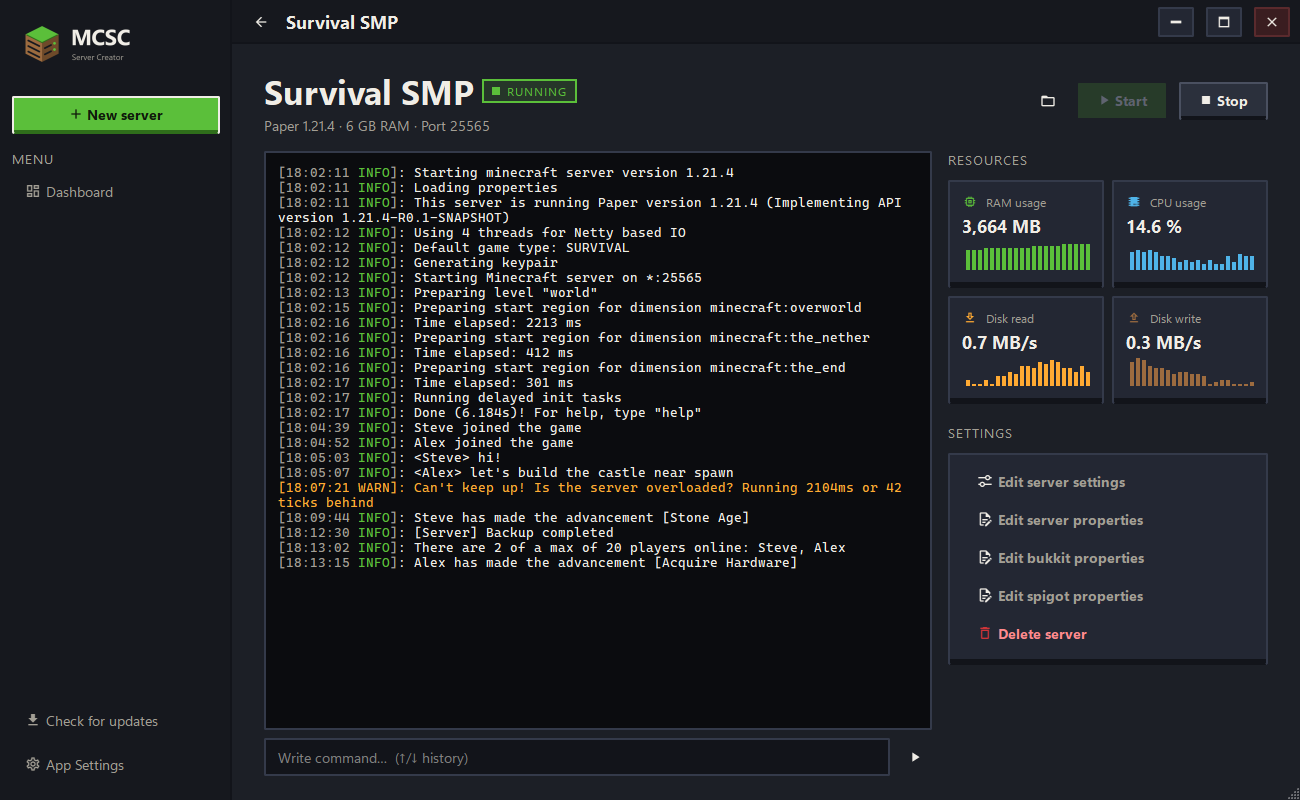 MCSC
Server Creator
Survival SMP
+ New server
MENU
Dashboard
Check for updates
App Settings
Survival SMP
RUNNING
Paper 1.21.4 · 6 GB RAM · Port 25565
Start
Stop
[18:02:11 INFO]: Starting minecraft server version 1.21.4
[18:02:11 INFO]: Loading properties
[18:02:11 INFO]: This server is running Paper version 1.21.4 (Implementing API
version 1.21.4-R0.1-SNAPSHOT)
[18:02:12 INFO]: Using 4 threads for Netty based IO
[18:02:12 INFO]: Default game type: SURVIVAL
[18:02:12 INFO]: Generating keypair
[18:02:12 INFO]: Starting Minecraft server on *:25565
[18:02:13 INFO]: Preparing level "world"
[18:02:15 INFO]: Preparing start region for dimension minecraft:overworld
[18:02:16 INFO]: Time elapsed: 2213 ms
[18:02:16 INFO]: Preparing start region for dimension minecraft:the_nether
[18:02:16 INFO]: Time elapsed: 412 ms
[18:02:16 INFO]: Preparing start region for dimension minecraft:the_end
[18:02:17 INFO]: Time elapsed: 301 ms
[18:02:17 INFO]: Running delayed init tasks
[18:02:17 INFO]: Done (6.184s)! For help, type "help"
[18:04:39 INFO]: Steve joined the game
[18:04:52 INFO]: Alex joined the game
[18:05:03 INFO]: <Steve> hi!
[18:05:07 INFO]: <Alex> let's build the castle near spawn
[18:07:21 WARN]: Can't keep up! Is the server overloaded? Running 2104ms or 42
ticks behind
[18:09:44 INFO]: Steve has made the advancement [Stone Age]
[18:12:30 INFO]: [Server] Backup completed
[18:13:02 INFO]: There are 2 of a max of 20 players online: Steve, Alex
[18:13:15 INFO]: Alex has made the advancement [Acquire Hardware]
Write command... (↑/↓ history)
RESOURCES
RAM usage
3,664 MB
CPU usage
14.6 %
Disk read
0.7 MB/s
Disk write
0.3 MB/s
SETTINGS
Edit server settings
Edit server properties
Edit bukkit properties
Edit spigot properties
Delete server